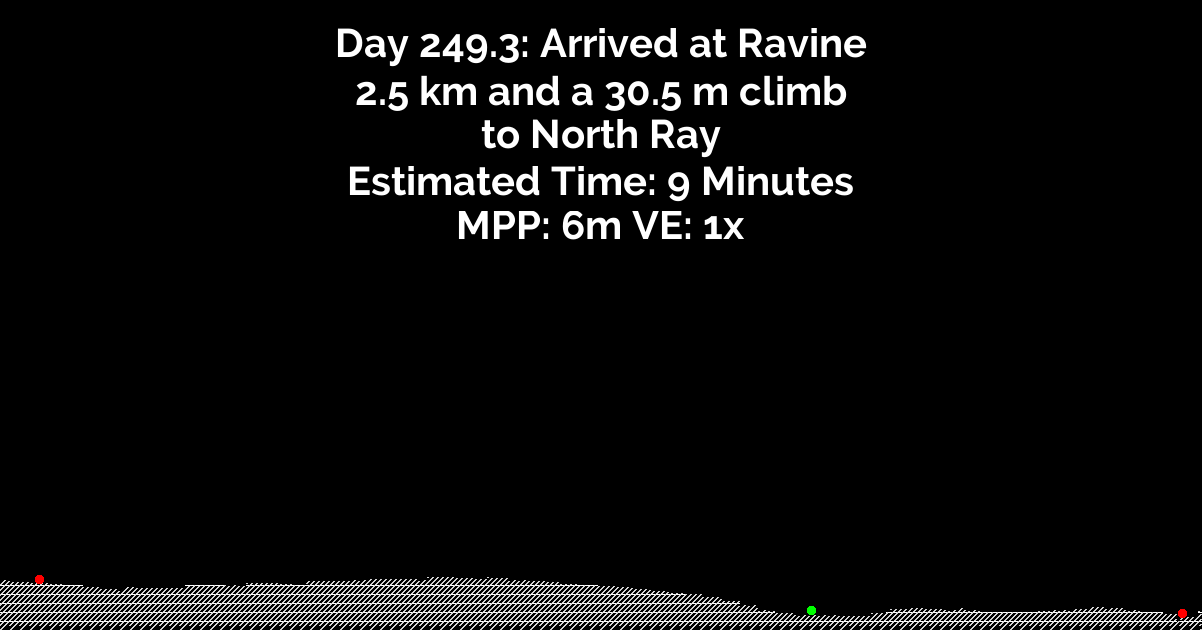 Day 249.3: Arrived at Ravine
2.5 km and a 30.5 m climb
to North Ray
Estimated Time: 9 Minutes
MPP: 6m VE: 1x